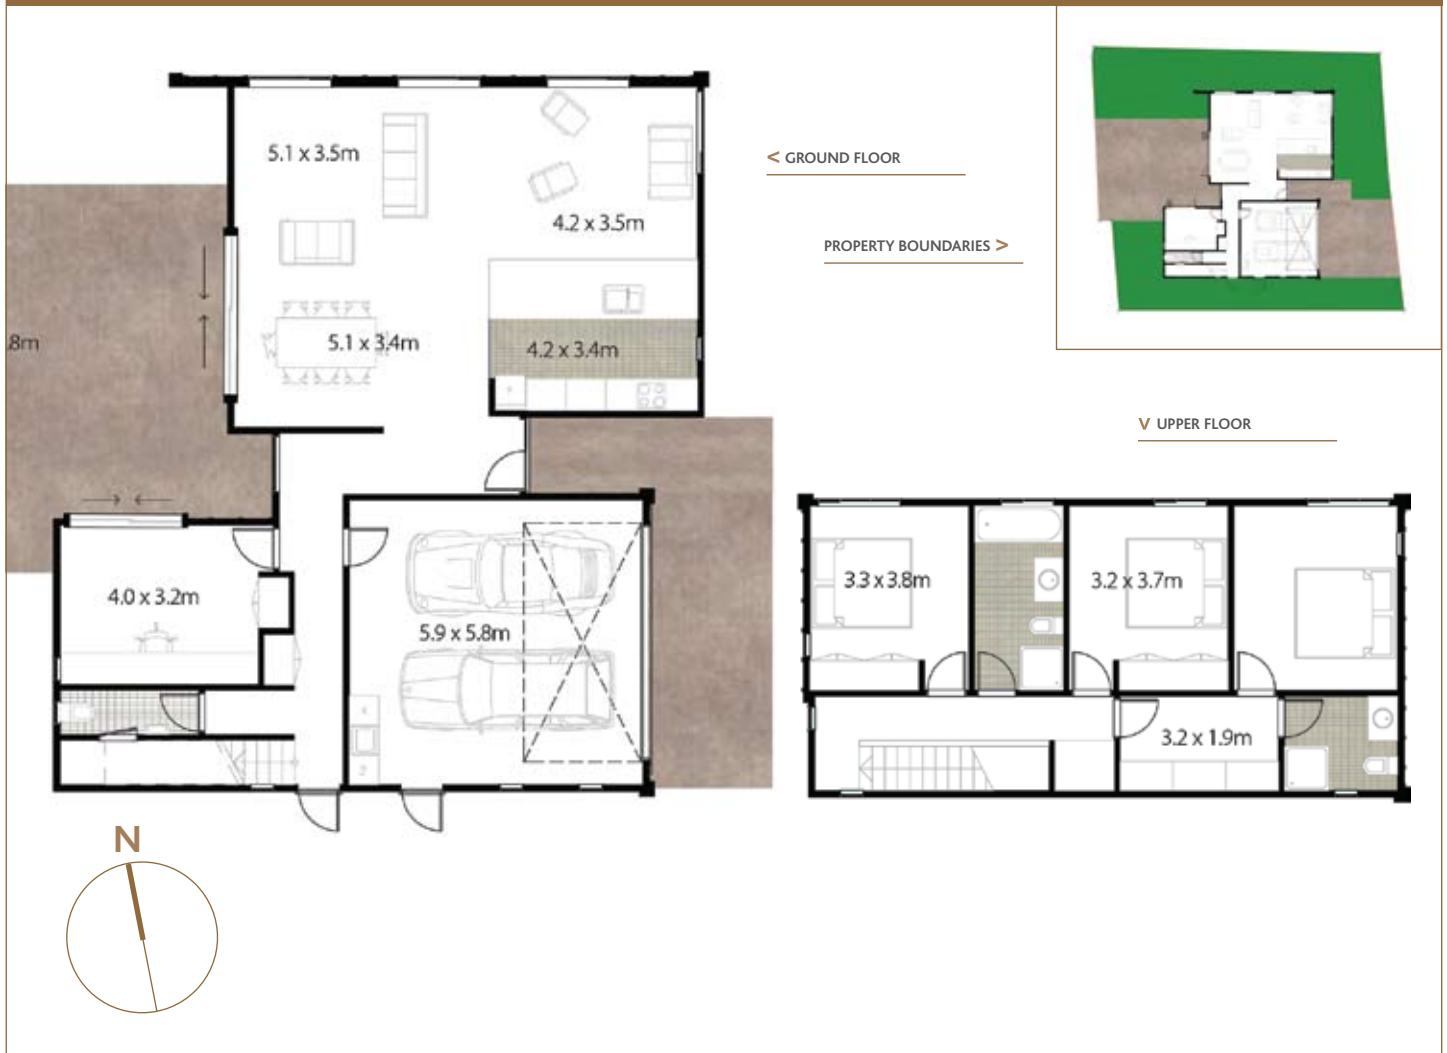 5.1 x 3.5m
< GROUND FLOOR
4.2 x 3.5m
PROPERTY BOUNDARIES >
.8m
5.1 x 3.4m
4.2 x 3.4m
V UPPER FLOOR
4.0 x 3.2m
5.9 x 5.8m
3.3 x 3.8m
3.2 x 3.7m
3.2 x 1.9m
N